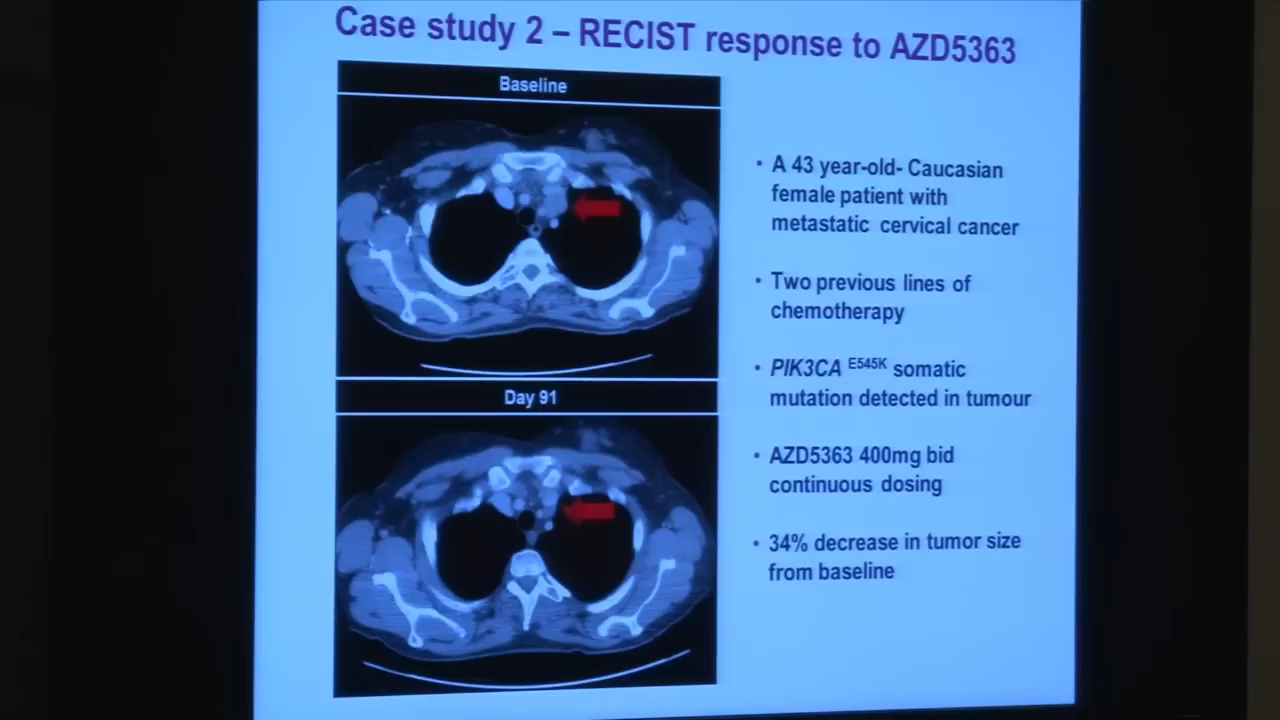 Case study 2 – RECIST response to AZD5363
Baseline
Day 91
• A 43 year-old- Caucasian
female patient with
metastatic cervical cancer
• Two previous lines of
chemotherapy
• PIK3CA E545K somatic
mutation detected in tumour
• AZD5363 400mg bid
continuous dosing
• 34% decrease in tumor size
from baseline